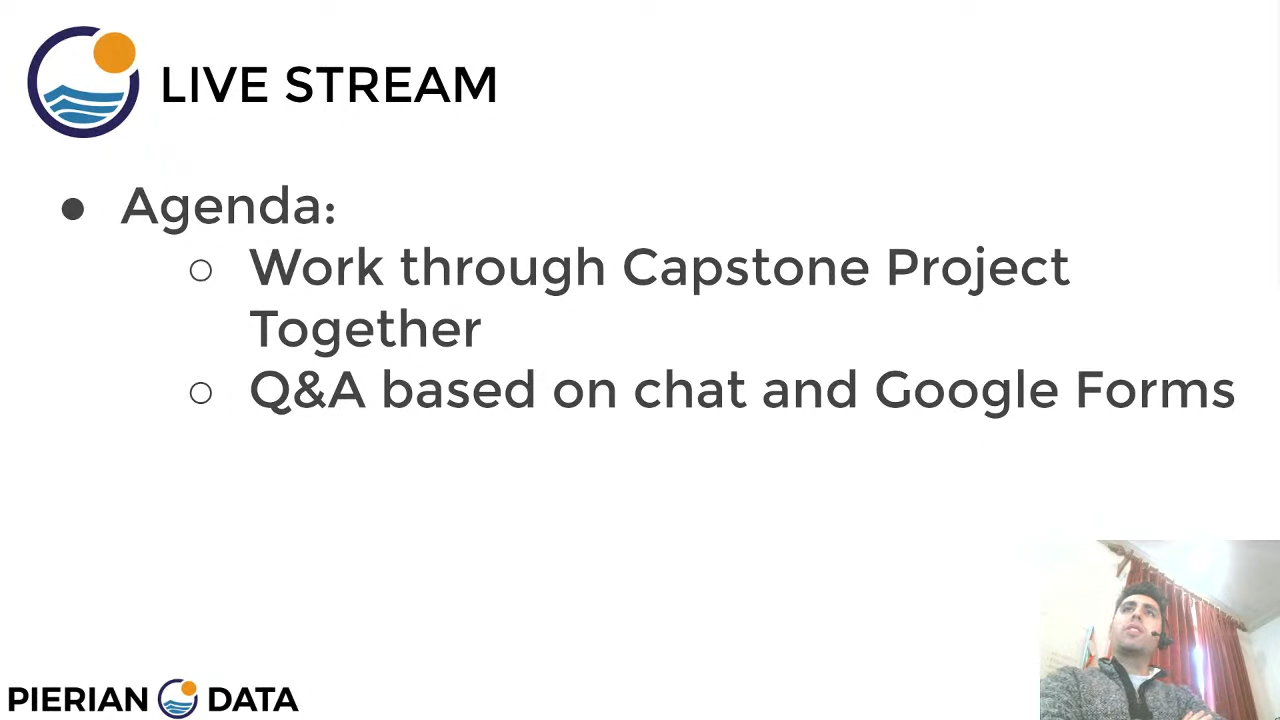 LIVE STREAM
● Agenda:
○ Work through Capstone Project
Together
○ Q&A based on chat and Google Forms
PIERIAN DATA